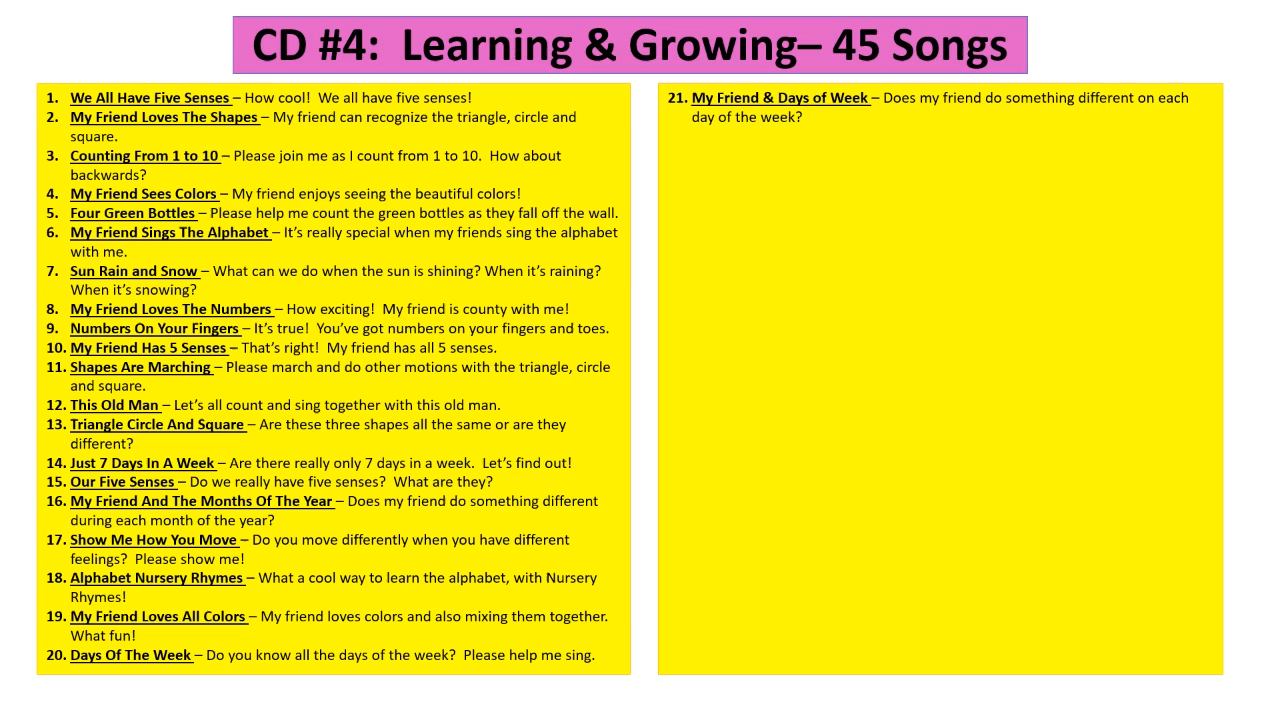 CD #4:  Learning & Growing– 45 Songs
1. We All Have Five Senses – How cool!  We all have five senses!
2. My Friend Loves The Shapes – My friend can recognize the triangle, circle and
square.
3. Counting From 1 to 10 – Please join me as I count from 1 to 10.  How about
backwards?
4. My Friend Sees Colors – My friend enjoys seeing the beautiful colors!
5. Four Green Bottles – Please help me count the green bottles as they fall off the wall.
6. My Friend Sings The Alphabet – It’s really special when my friends sing the alphabet
with me.
7. Sun Rain and Snow – What can we do when the sun is shining? When it’s raining?
When it’s snowing?
8. My Friend Loves The Numbers – How exciting!  My friend is county with me!
9. Numbers On Your Fingers – It’s true!  You’ve got numbers on your fingers and toes.
10. My Friend Has 5 Senses – That’s right!  My friend has all 5 senses.
11. Shapes Are Marching – Please march and do other motions with the triangle, circle
and square.
12. This Old Man – Let’s all count and sing together with this old man.
13. Triangle Circle And Square – Are these three shapes all the same or are they
different?
14. Just 7 Days In A Week – Are there really only 7 days in a week.  Let’s find out!
15. Our Five Senses – Do we really have five senses?  What are they?
16. My Friend And The Months Of The Year – Does my friend do something different
during each month of the year?
17. Show Me How You Move – Do you move differently when you have different
feelings?  Please show me!
18. Alphabet Nursery Rhymes – What a cool way to learn the alphabet, with Nursery
Rhymes!
19. My Friend Loves All Colors – My friend loves colors and also mixing them together.
What fun!
20. Days Of The Week – Do you know all the days of the week?  Please help me sing.
21. My Friend & Days of Week – Does my friend do something different on each
day of the week?